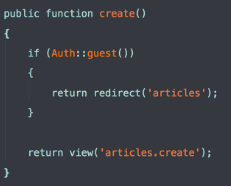 public function create()
{
    if (Auth::guest())
    {
        return redirect('articles');
    }

    return view('articles.create');
}